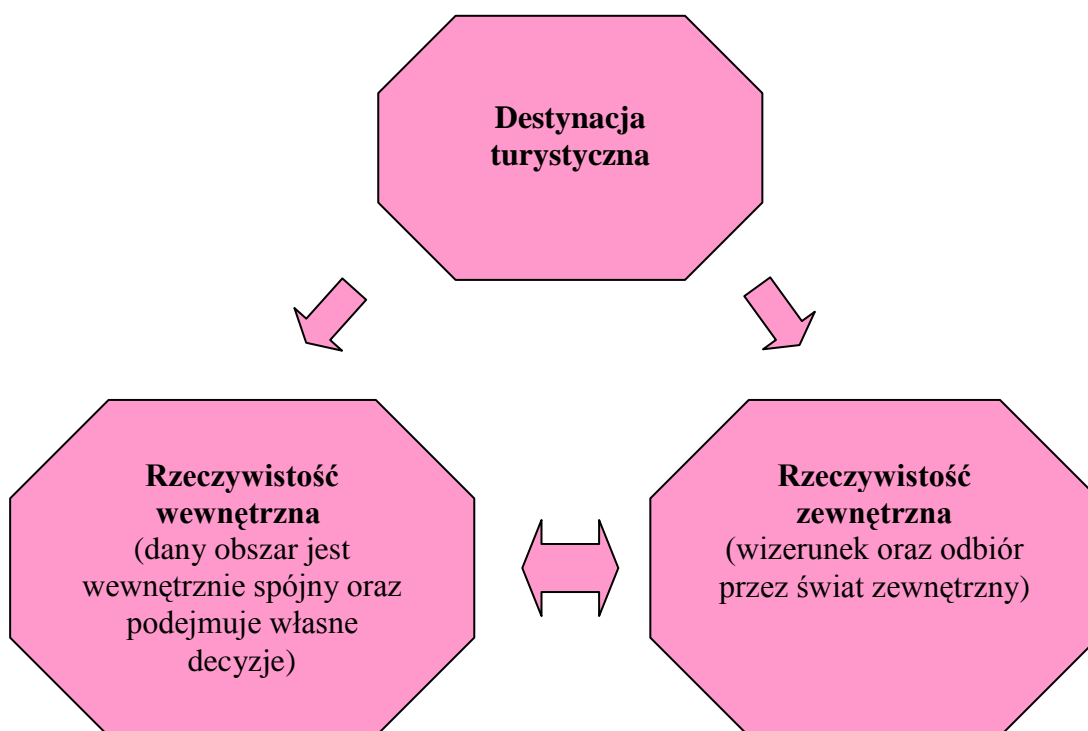 Destynacja
turystyczna
Rzeczywistość
wewnętrzna
(dany obszar jest
wewnętrznie spójny oraz
podejmuje własne
decyzje)
Rzeczywistość
zewnętrzna
(wizerunek oraz odbiór
przez świat zewnętrzny)